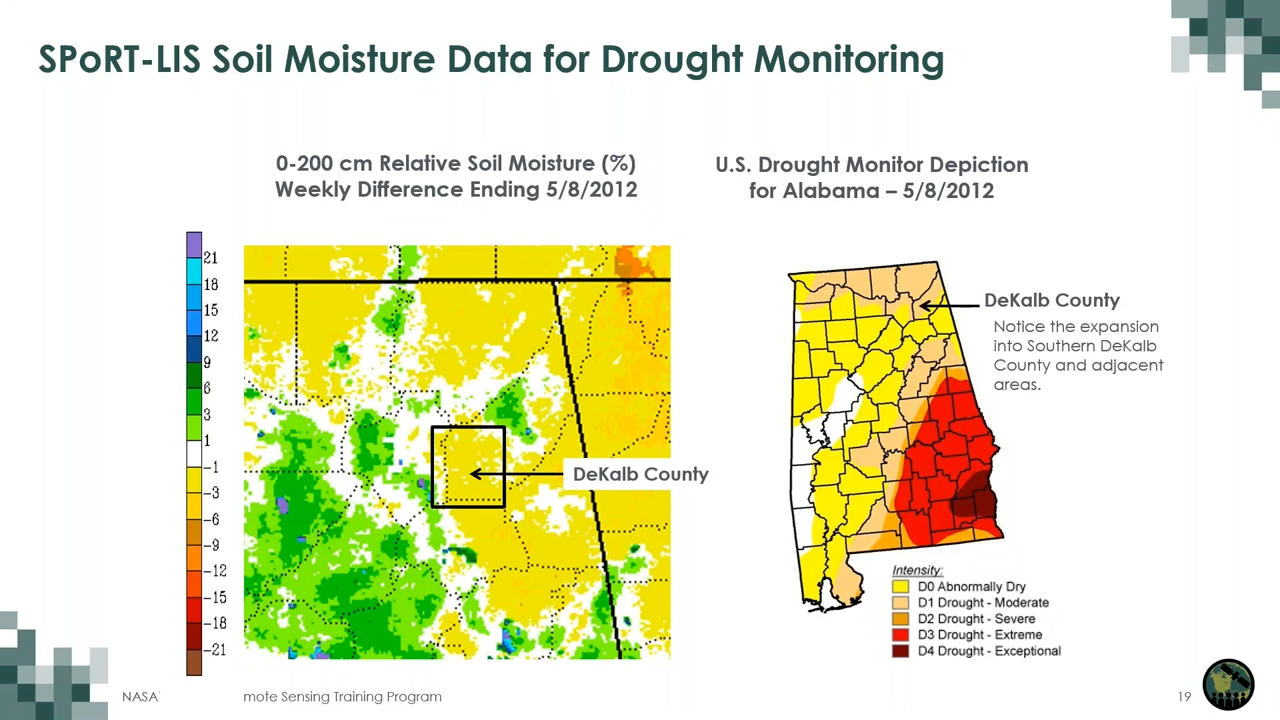 SPoRT-LIS Soil Moisture Data for Drought Monitoring
0-200 cm Relative Soil Moisture (%)
Weekly Difference Ending 5/8/2012
U.S. Drought Monitor Depiction
for Alabama – 5/8/2012
21
18
15
12
9
6
3
1
-1
-3
-6
-9
-12
-15
-18
-21
DeKalb County
DeKalb County
Notice the expansion
into Southern DeKalb
County and adjacent
areas.
Intensity:
D0 Abnormally Dry
D1 Drought - Moderate
D2 Drought - Severe
D3 Drought - Extreme
D4 Drought - Exceptional
NASA' mote Sensing Training Program
19